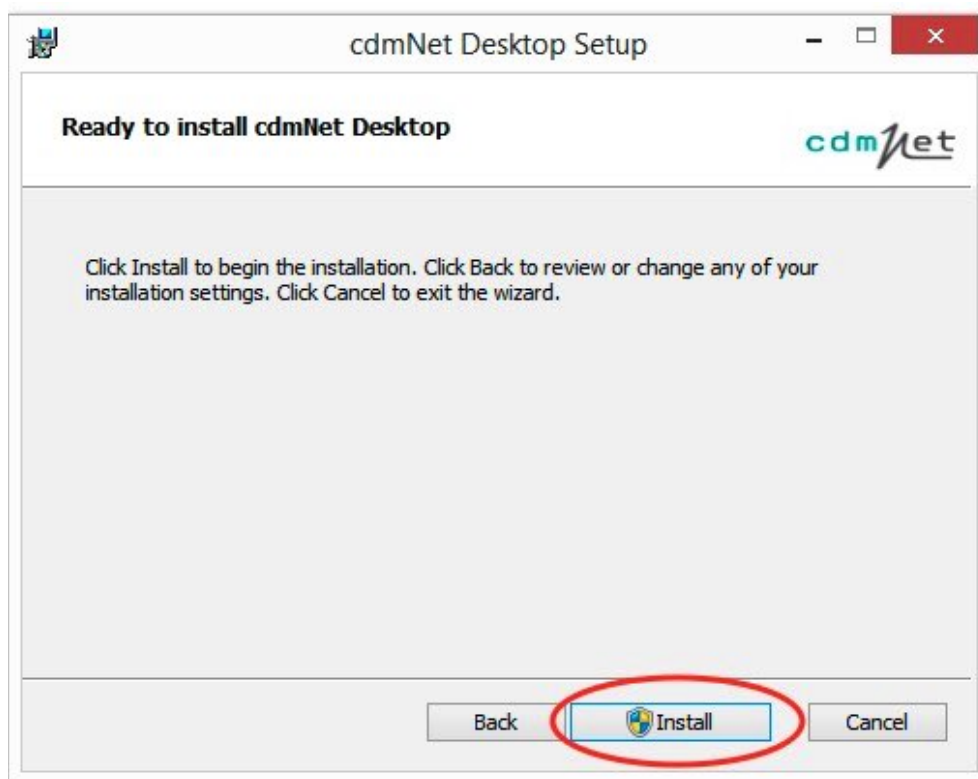 cdmNet Desktop Setup
Ready to install cdmNet Desktop
cdmNet
Click Install to begin the installation. Click Back to review or change any of your
installation settings. Click Cancel to exit the wizard.
Back Install Cancel